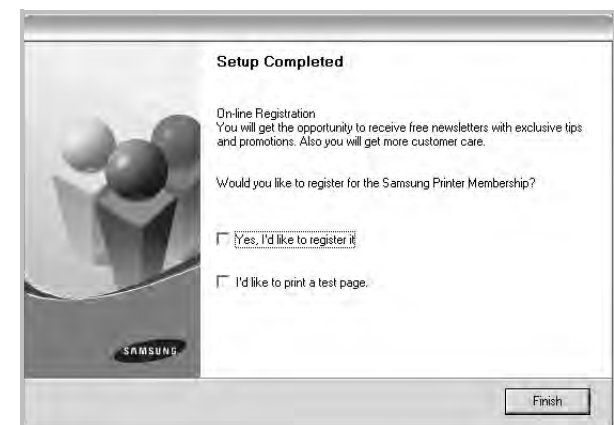 Setup Completed
On-line Registration
You will get the opportunity to receive free newsletters with exclusive tips
and promotions. Also you will get more customer care.
Would you like to register for the Samsung Printer Membership?
Yes, I'd like to register it
I'd like to print a test page.
SAMSUNG
Finish